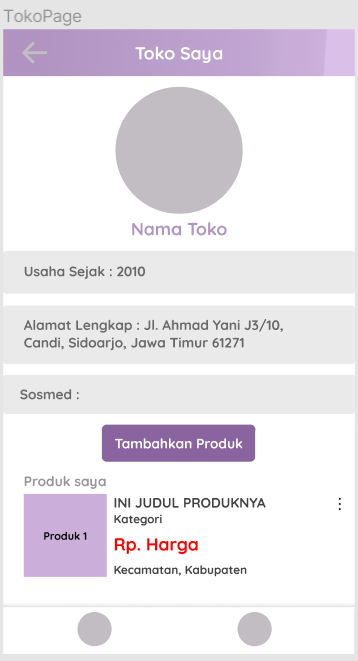 TokoPage
Toko Saya
Nama Toko
Usaha Sejak : 2010
Alamat Lengkap : Jl. Ahmad Yani J3/10,
Candi, Sidoarjo, Jawa Timur 61271
Sosmed :
Tambahkan Produk
Produk saya
Produk 1
INI JUDUL PRODUKNYA
Kategori
Rp. Harga
Kecamatan, Kabupaten